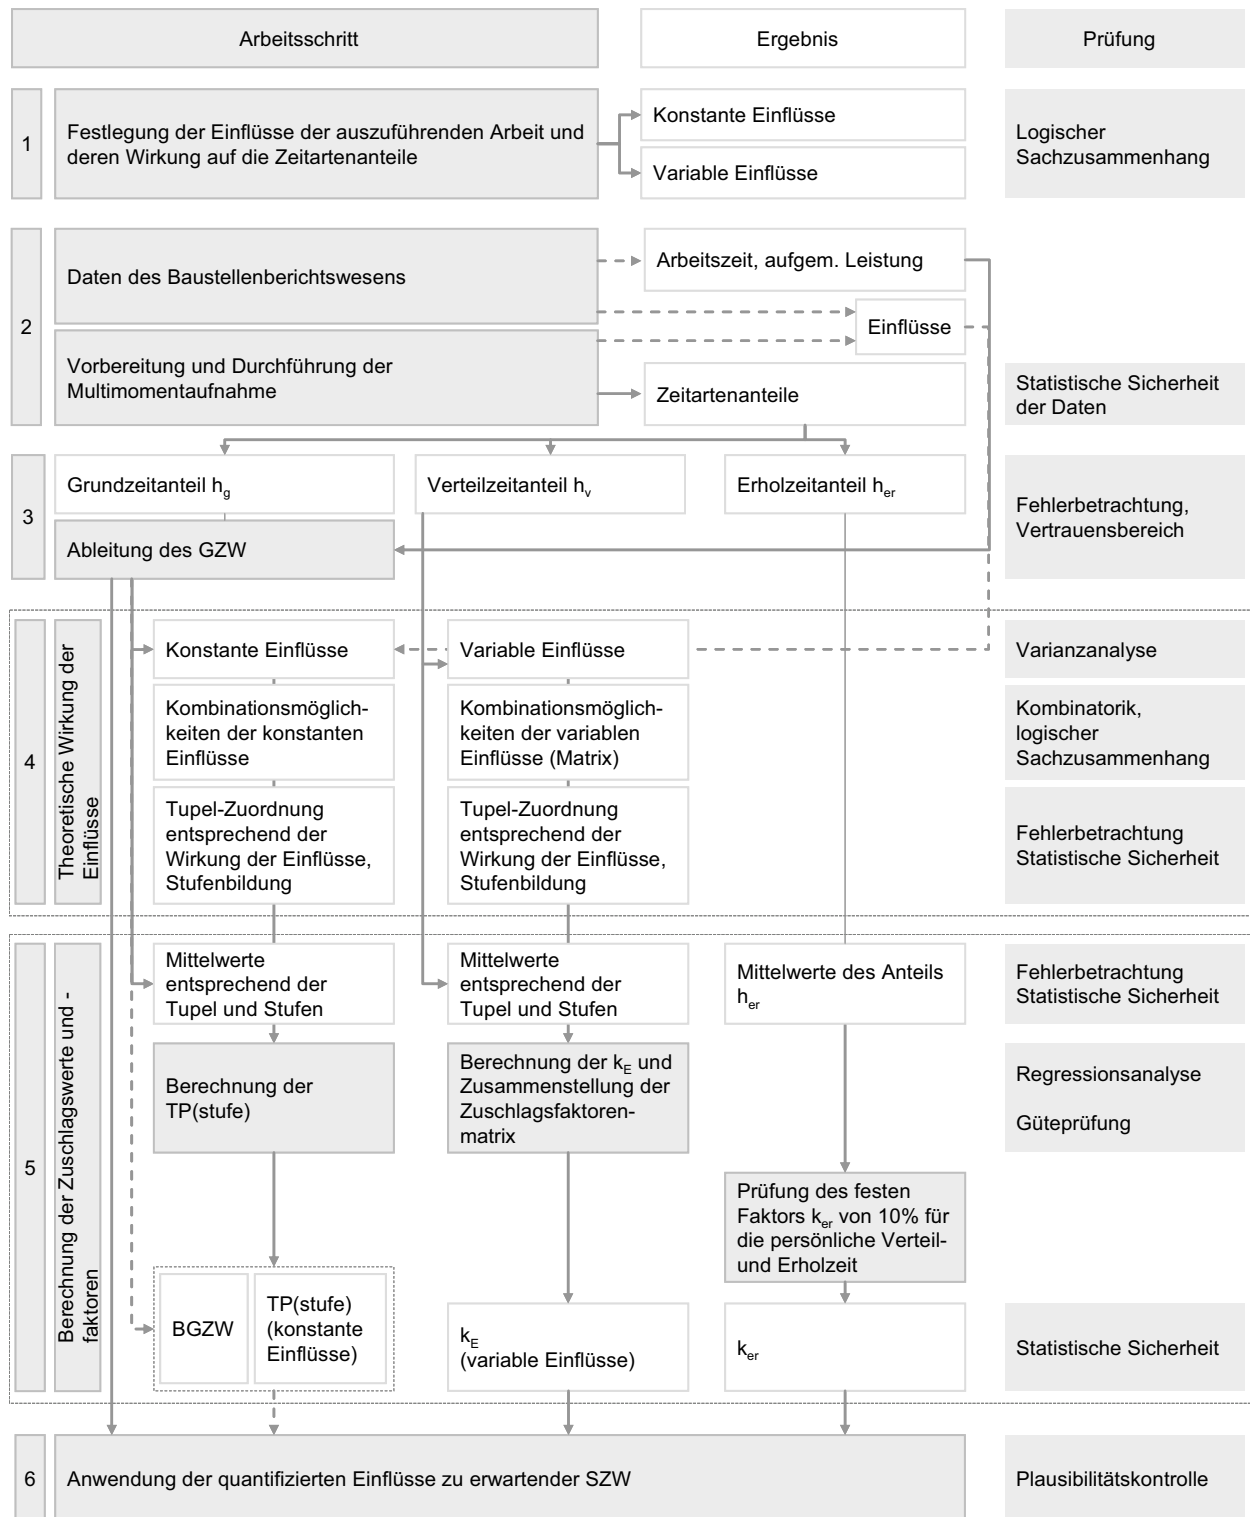 Arbeitsschritt
Ergebnis
Prüfung
1
Festlegung der Einflüsse der auszuführenden Arbeit und
deren Wirkung auf die Zeitartenanteile
Konstante Einflüsse
Variable Einflüsse
Logischer
Sachzusammenhang
2
Daten des Baustellenberichtswesens
Arbeitszeit, aufgem. Leistung
Einflüsse
Vorbereitung und Durchführung der
Multimomentaufnahme
Zeitartenanteile
Statistische Sicherheit
der Daten
3
Grundzeitanteil hg
Verteilzeitanteil hv
Erholzeitanteil her
Ableitung des GZW
Fehlerbetrachtung,
Vertrauensbereich
4
Theoretische Wirkung der
Einflüsse
Konstante Einflüsse
Variable Einflüsse
Varianzanalyse
Kombinationsmöglich-
keiten der konstanten
Einflüsse
Kombinationsmöglich-
keiten der variablen
Einflüsse (Matrix)
Kombinatorik,
logischer
Sachzusammenhang
Tupel-Zuordnung
entsprechend der
Wirkung der Einflüsse,
Stufenbildung
Tupel-Zuordnung
entsprechend der
Wirkung der Einflüsse,
Stufenbildung
Fehlerbetrachtung
Statistische Sicherheit
5
Berechnung der Zuschlagswerte und -
faktoren
Mittelwerte
entsprechend der
Tupel und Stufen
Mittelwerte
entsprechend der
Tupel und Stufen
Mittelwerte des Anteils
her
Fehlerbetrachtung
Statistische Sicherheit
Berechnung der
TP(stufe)
Berechnung der kE und
Zusammenstellung der
Zuschlagsfaktoren-
matrix
Regressionsanalyse
Güteprüfung
Prüfung des festen
Faktors ker von 10% für
die persönliche Verteil-
und Erholzeit
BGZW
TP(stufe)
(konstante
Einflüsse)
kE
(variable Einflüsse)
ker
Statistische Sicherheit
6
Anwendung der quantifizierten Einflüsse zu erwartender SZW
Plausibilitätskontrolle